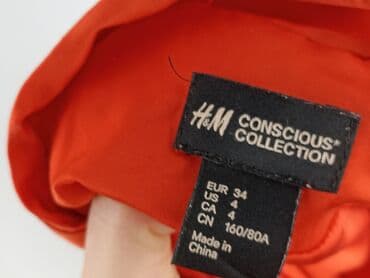 H&M CONSCIOUS*
COLLECTION
EUR 34
US 4
CA 4
CN 160/80A
Made in
China